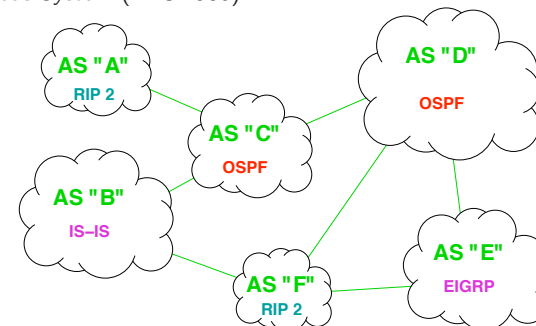 AS "A"
RIP 2
AS "D"
OSPF
AS "C"
OSPF
AS "B"
IS–IS
AS "E"
EIGRP
AS "F"
RIP 2